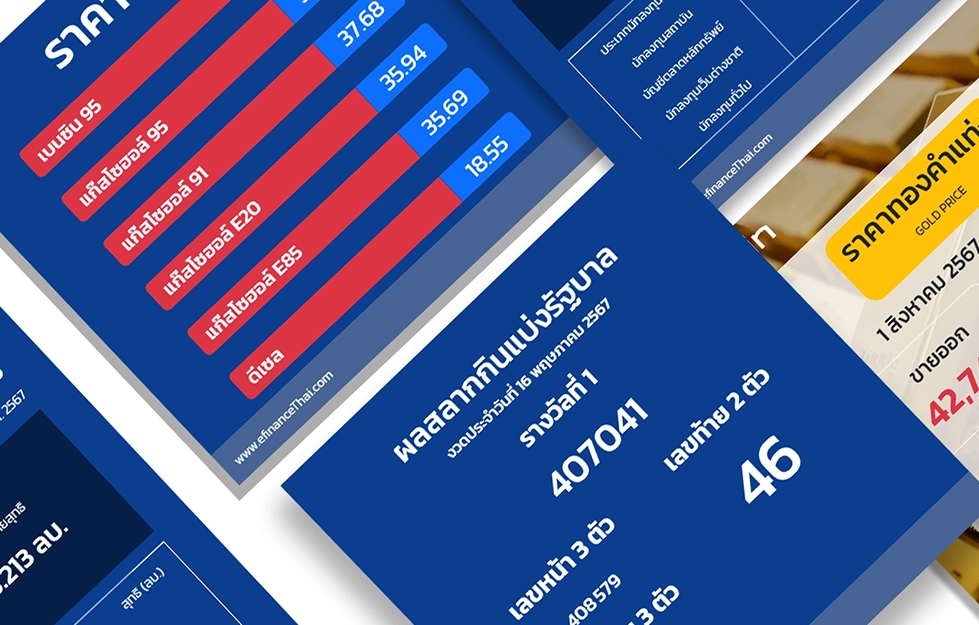 ราคา
เบนซิน 95
แก๊สโซฮอล์ 95
แก๊สโซฮอล์ 91 37.68
แก๊สโซฮอล์ E20 35.94
แก๊สโซฮอล์ E85 35.69
ดีเซล 18.55
www.efinanceThai.com
ประเภทนักลงทุน
นักลงทุนสถาบัน
บัญชีตลาดหลักทรัพย์
นักลงทุนต่างชาติ
นักลงทุนทั่วไป
efinanceThai.com
ราคาทองคำแท่ง
GOLD PRICE
1 สิงหาคม 2567
ขายออก
42,7
ผลสลากกินแบ่งรัฐบาล
งวดประจำวันที่ 16 พฤษภาคม 2567
รางวัลที่ 1
407041
เลขท้าย 2 ตัว
46
เลขหน้า 3 ตัว
408 579
3 ตัว
2567
.213 ลบ.
สุทธิ (ลบ.)